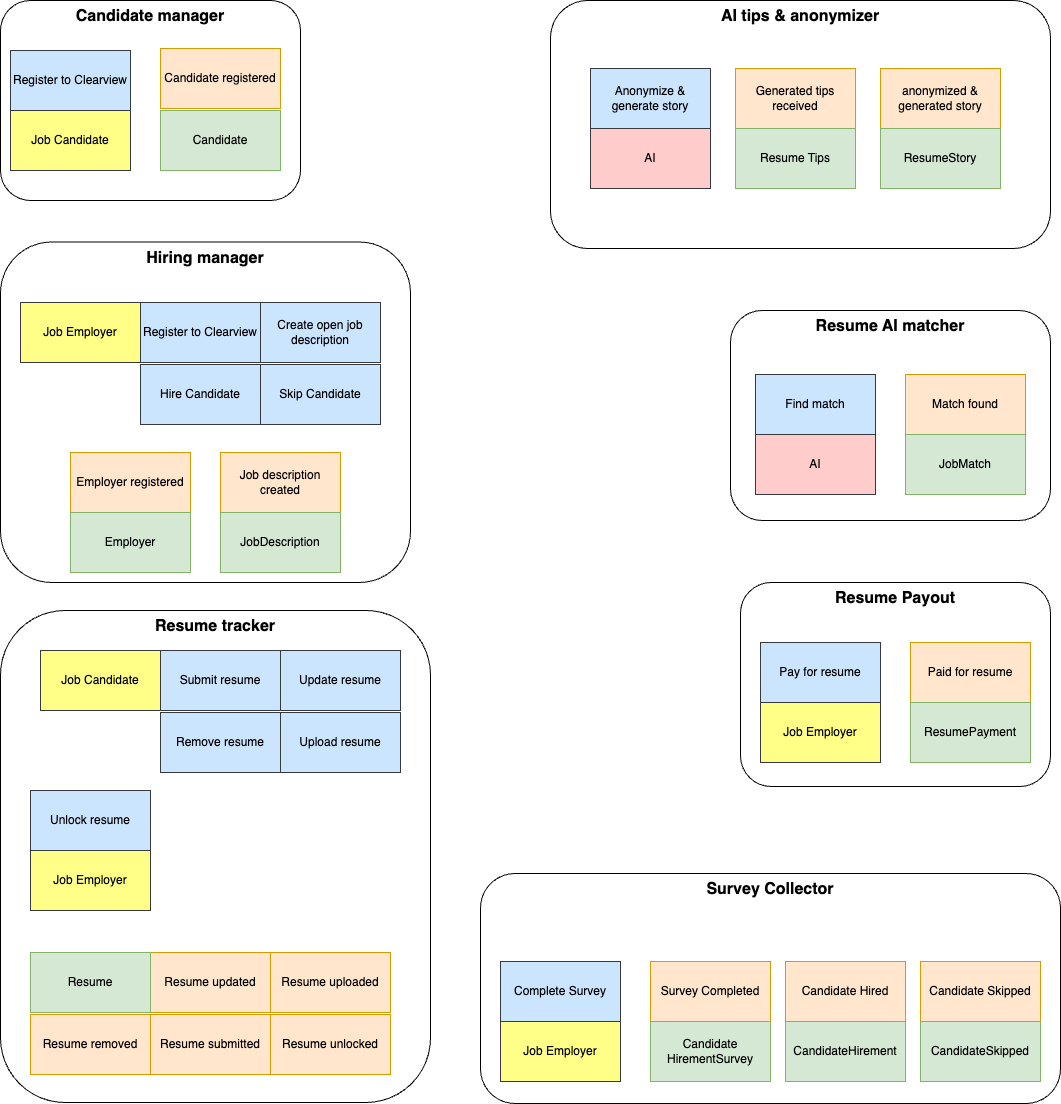 Candidate manager
Register to Clearview
Candidate registered
Job Candidate
Candidate
AI tips & anonymizer
Anonymize &
generate story
Generated tips
received
anonymized &
generated story
AI
Resume Tips
ResumeStory
Hiring manager
Job Employer
Register to Clearview
Create open job
description
Hire Candidate
Skip Candidate
Employer registered
Job description
created
Employer
JobDescription
Resume AI matcher
Find match
Match found
AI
JobMatch
Resume tracker
Job Candidate
Submit resume
Update resume
Remove resume
Upload resume
Unlock resume
Job Employer
Resume
Resume updated
Resume uploaded
Resume removed
Resume submitted
Resume unlocked
Resume Payout
Pay for resume
Paid for resume
Job Employer
ResumePayment
Survey Collector
Complete Survey
Survey Completed
Candidate Hired
Candidate Skipped
Job Employer
Candidate
HirementSurvey
CandidateHirement
CandidateSkipped